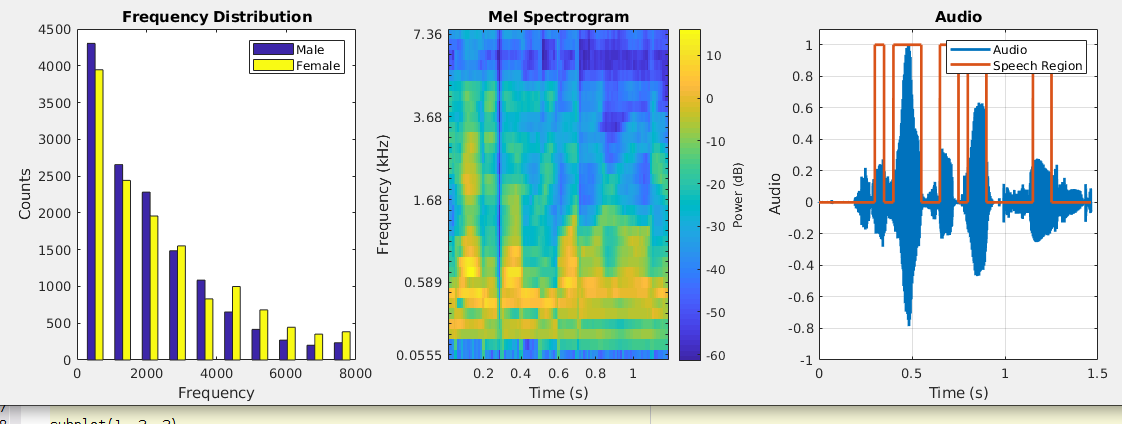 Frequency Distribution
4500
4000
3500
3000
2500
2000
1500
1000
500
0
Counts
0 2000 4000 6000 8000
Frequency
Male
Female
Mel Spectrogram
7.36
3.68
1.68
0.589
0.0555
Frequency (kHz)
0.2 0.4 0.6 0.8 1
Time (s)
10
0
-10
-20
-30
-40
-50
-60
Power (dB)
Audio
1
0.8
0.6
0.4
0.2
0
-0.2
-0.4
-0.6
-0.8
-1
Audio
0 0.5 1 1.5
Time (s)
Audio
Speech Region